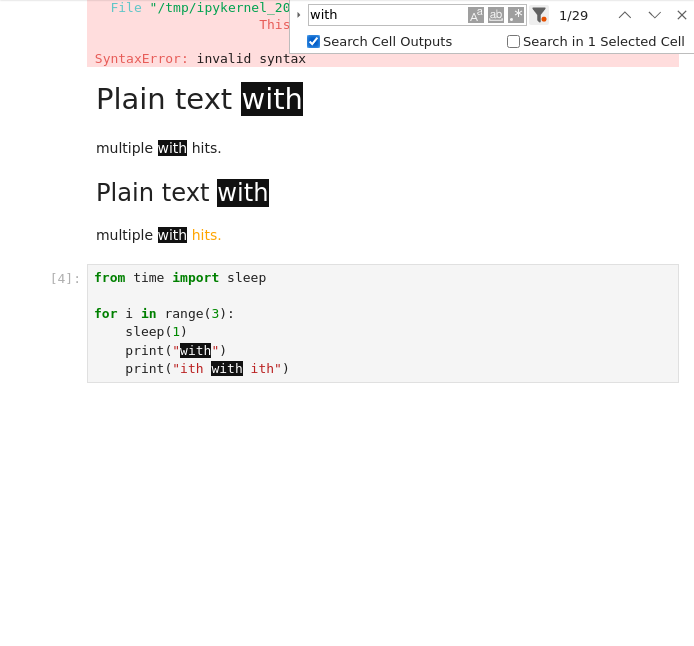 File "/tmp/ipykernel_20
This
SyntaxError: invalid syntax
with
1/29
Search Cell Outputs
Search in 1 Selected Cell
Plain text with
multiple with hits.
Plain text with
multiple with hits.
[4]:
from time import sleep
for i in range(3):
    sleep(1)
    print("with")
    print("ith with ith")